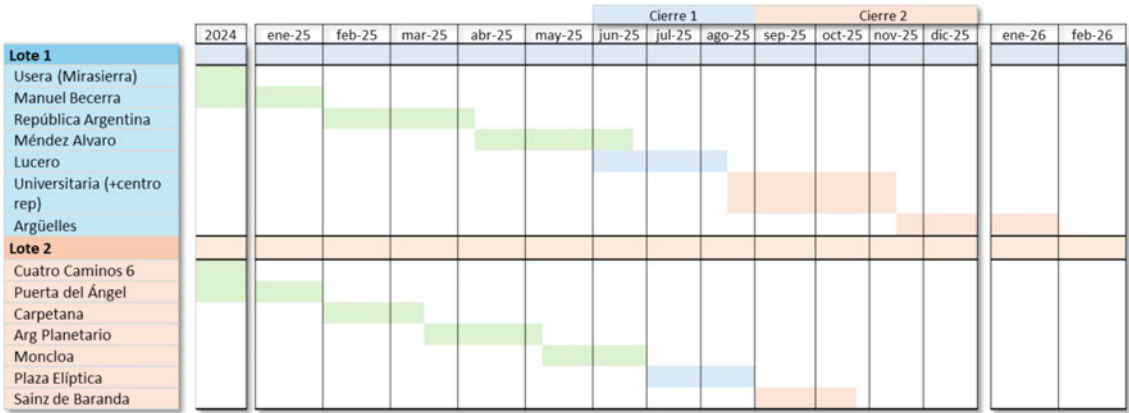 Cierre 1 Cierre 2
2024 ene-25 feb-25 mar-25 abr-25 may-25 jun-25 jul-25 ago-25 sep-25 oct-25 nov-25 dic-25 ene-26 feb-26
Lote 1
Usera (Mirasierra)
Manuel Becerra
República Argentina
Méndez Alvaro
Lucero
Universitaria (+centro
rep)
Argüelles
Lote 2
Cuatro Caminos 6
Puerta del Ángel
Carpetana
Arg Planetario
Moncloa
Plaza Elíptica
Sainz de Baranda